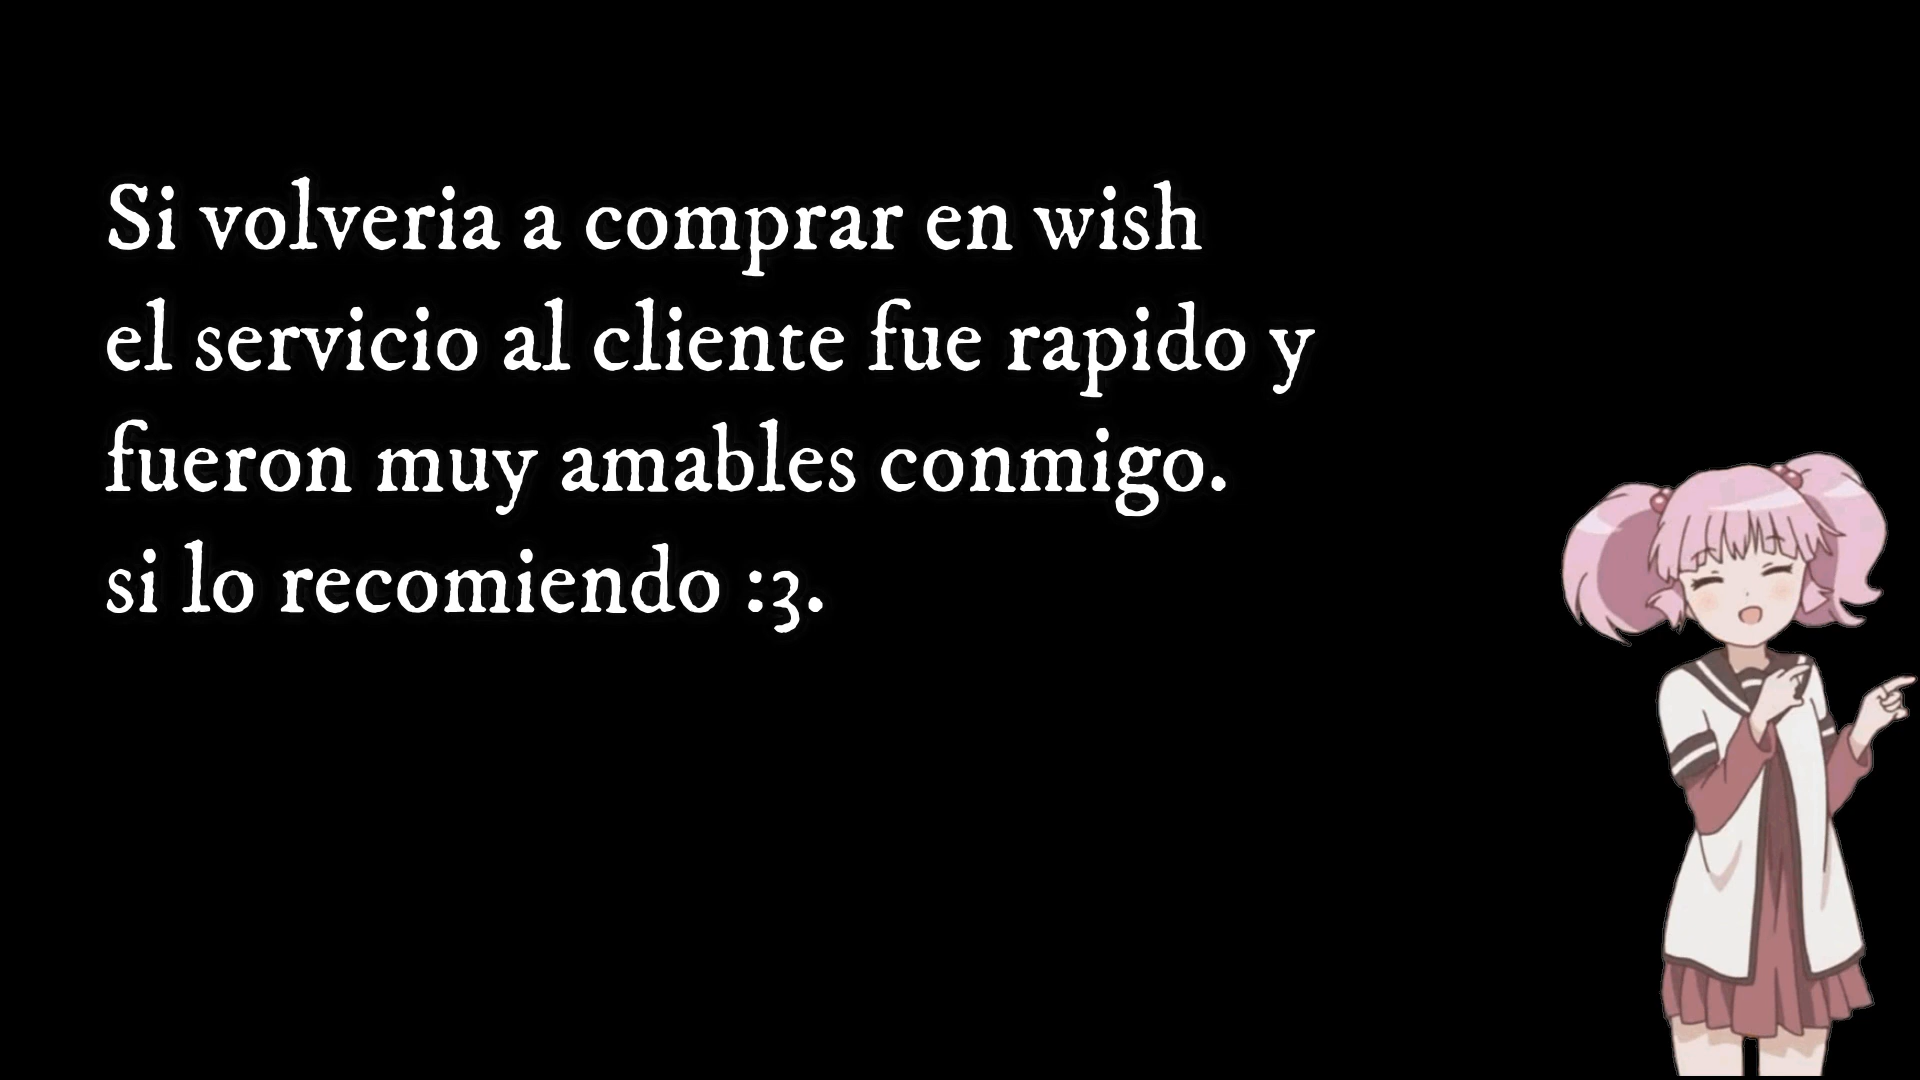 Si volveria a comprar en wish
el servicio al cliente fue rapido y
fueron muy amables conmigo.
si lo recomiendo :3.